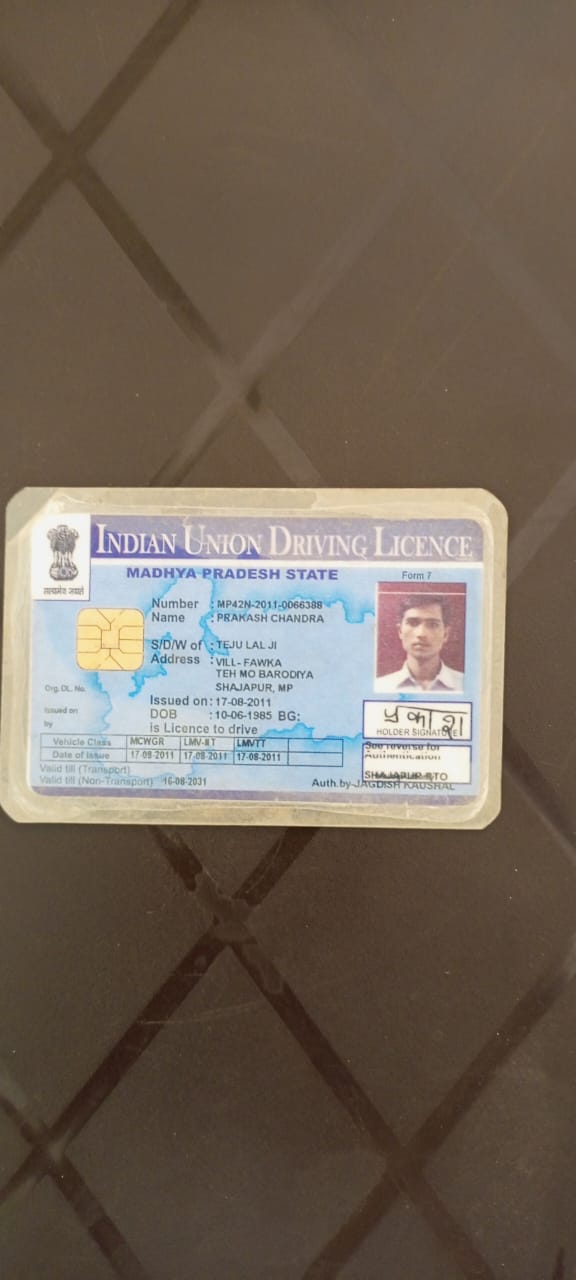 INDIAN UNION DRIVING LICENCE
सत्यमेव जयते
MADHYA PRADESH STATE
Form 7
Number : MP42N-2011-0066388
Name : PRAKASH CHANDRA
S/D/W of : TEJU LAL JI
Address : VILL- FAWKA
TEH MO BARODIYA
SHAJAPUR, MP
Org.DL. No.
Issued on
by
Issued on: 17-08-2011
DOB : 10-06-1985 BG:
is Licence to drive
प्रकाश
HOLDER SIGNATURE
Vehicle Class MCWGR LMV-NT LMVTT
Date of Issue 17-08-2011 17-08-2011 17-08-2011
See reverse for
Authentication
Valid till (Transport)
Valid till (Non-Transport) 16-08-2031
SHAJAPUR RTO
Auth.by-JAGDISH KAUSHAL